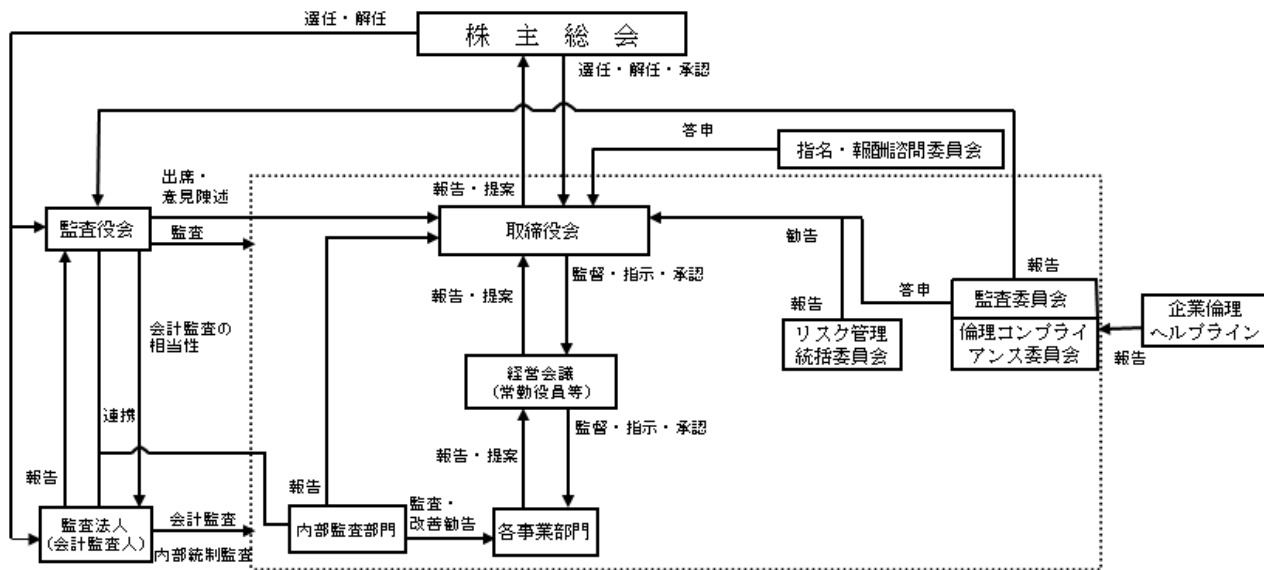 選任・解任
株主総会
選任・解任・承認
答申
指名・報酬諮問委員会
出席・
意見陳述
報告・提案
監査役会
取締役会
監査
勧告
監督・指示・承認
報告
報告・提案
答申
監査委員会
企業倫理
ヘルプライン
報告
リスク管理
統括委員会
倫理コンプライ
アンス委員会
報告
会計監査の
相当性
経営会議
(常勤役員等)
連携
監督・指示・承認
報告・提案
報告
報告
監査・
改善勧告
監査法人
(会計監査人)
会計監査
内部統制監査
内部監査部門
各事業部門